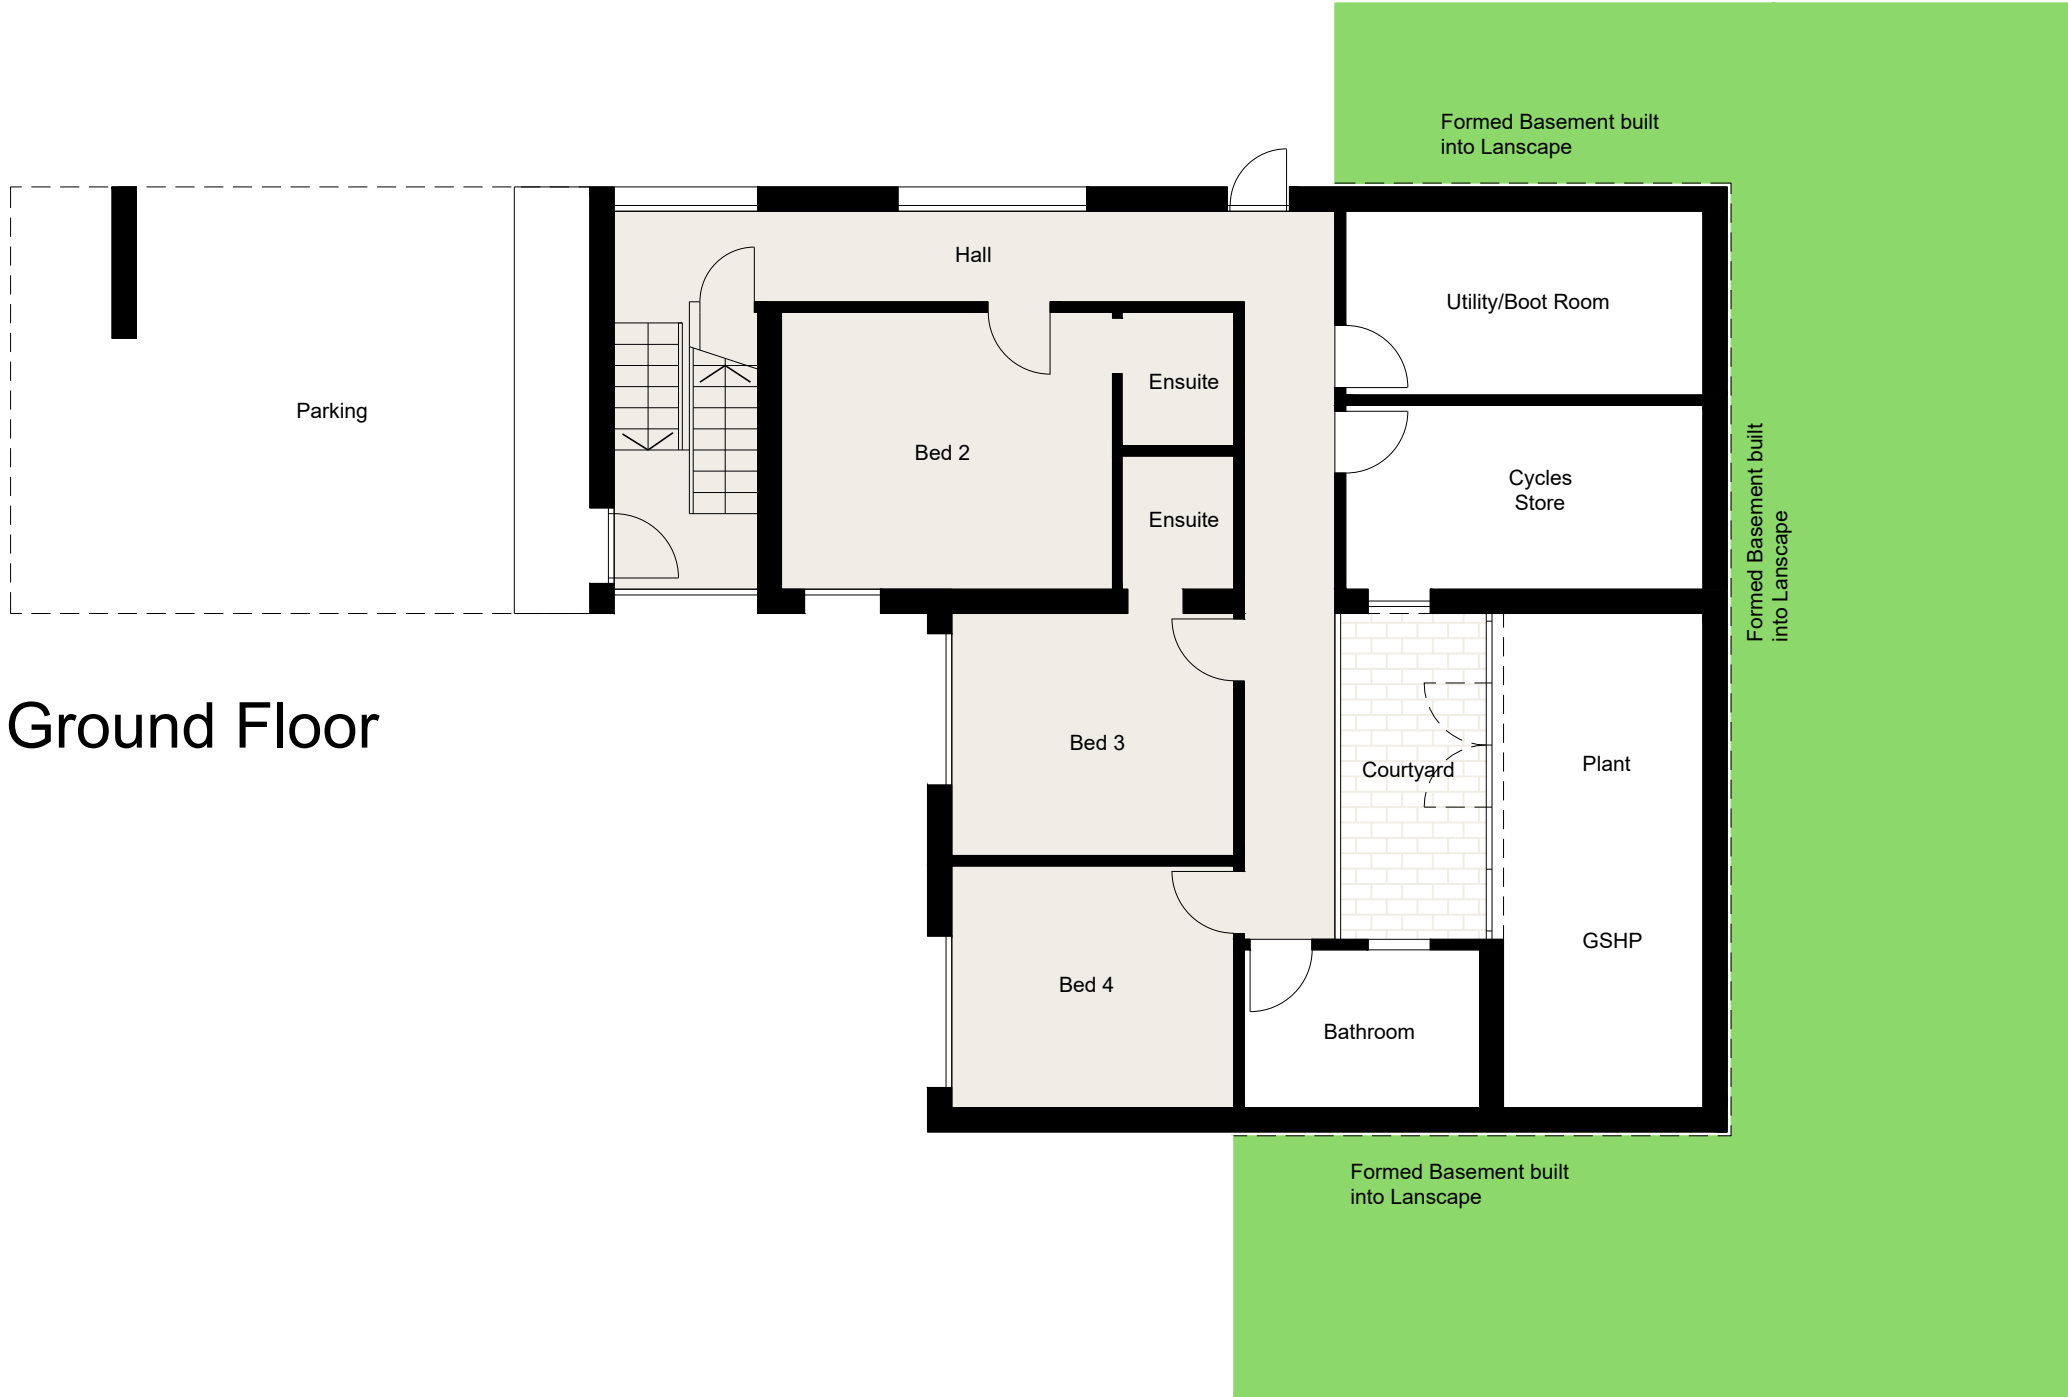 Formed Basement built
into Lanscape
Hall
Utility/Boot Room
Parking
Ensuite
Bed 2
Cycles
Store
Ensuite
Formed Basement built
into Lanscape
Ground Floor
Bed 3
Courtyard
Plant
GSHP
Bed 4
Bathroom
Formed Basement built
into Lanscape